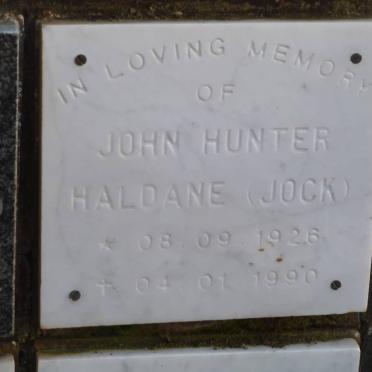 IN LOVING MEMORY
OF
JOHN HUNTER
HALDANE (JOCK)
* 08.09.1926
+ 04.01.1990